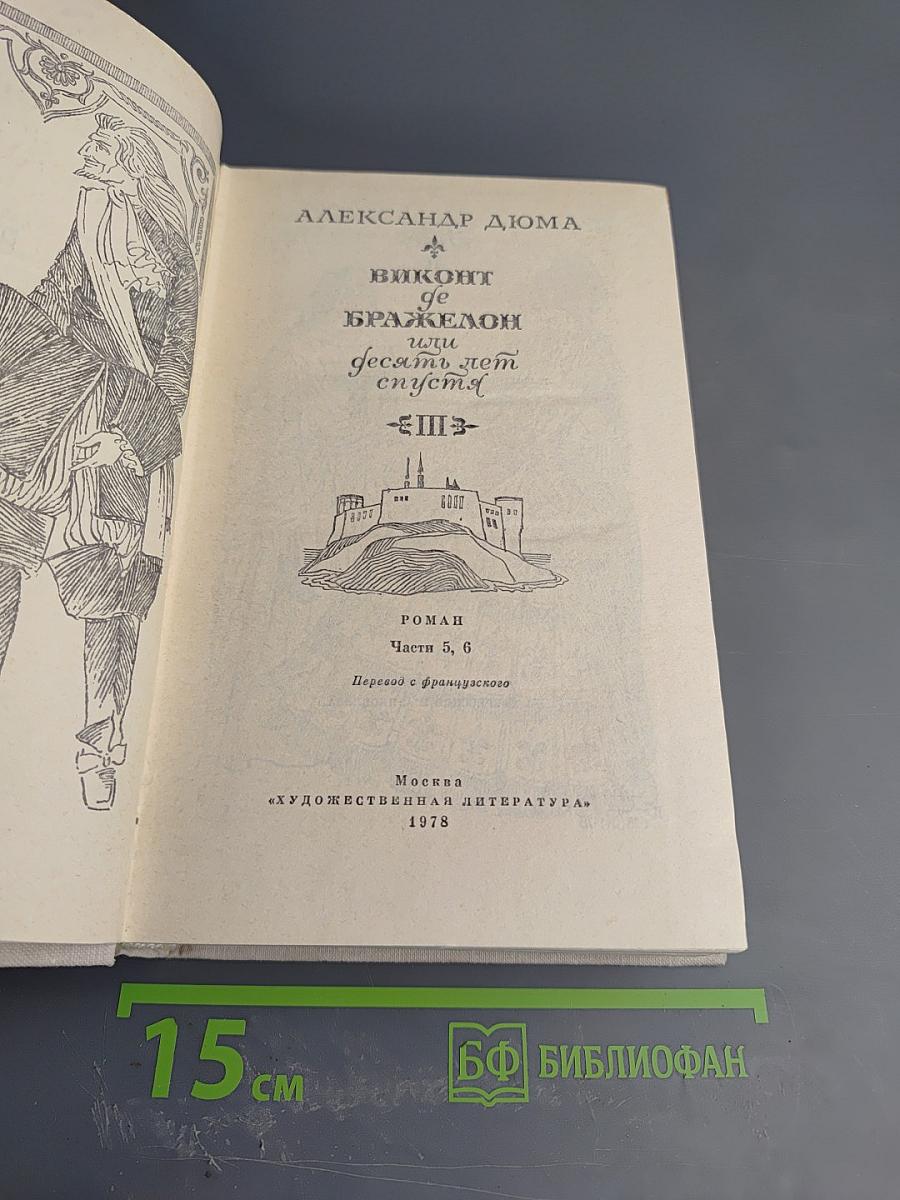 АЛЕКСАНДР ДЮМА
ВИКОНТ
де
БРАЖЕЛОН
или
десять лет
спустя
III
РОМАН
Части 5, 6
Перевод с французского
Москва
«ХУДОЖЕСТВЕННАЯ ЛИТЕРАТУРА»
1978
15 см
БФ БИБЛИОФАН